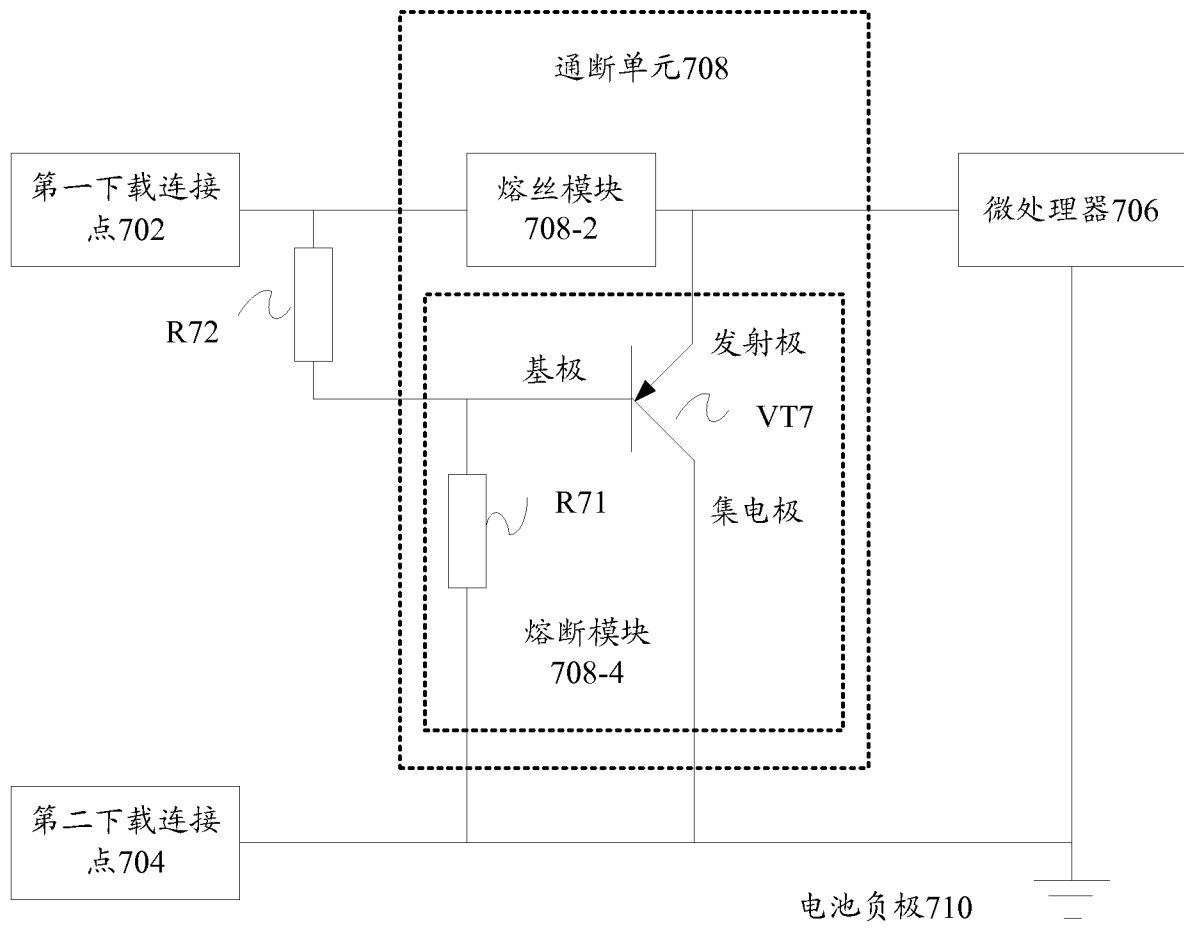 通断单元708
第一下载连接
点702
熔丝模块
708-2
微处理器706
R72
基极
发射极
VT7
R71
集电极
熔断模块
708-4
第二下载连接
点704
电池负极710